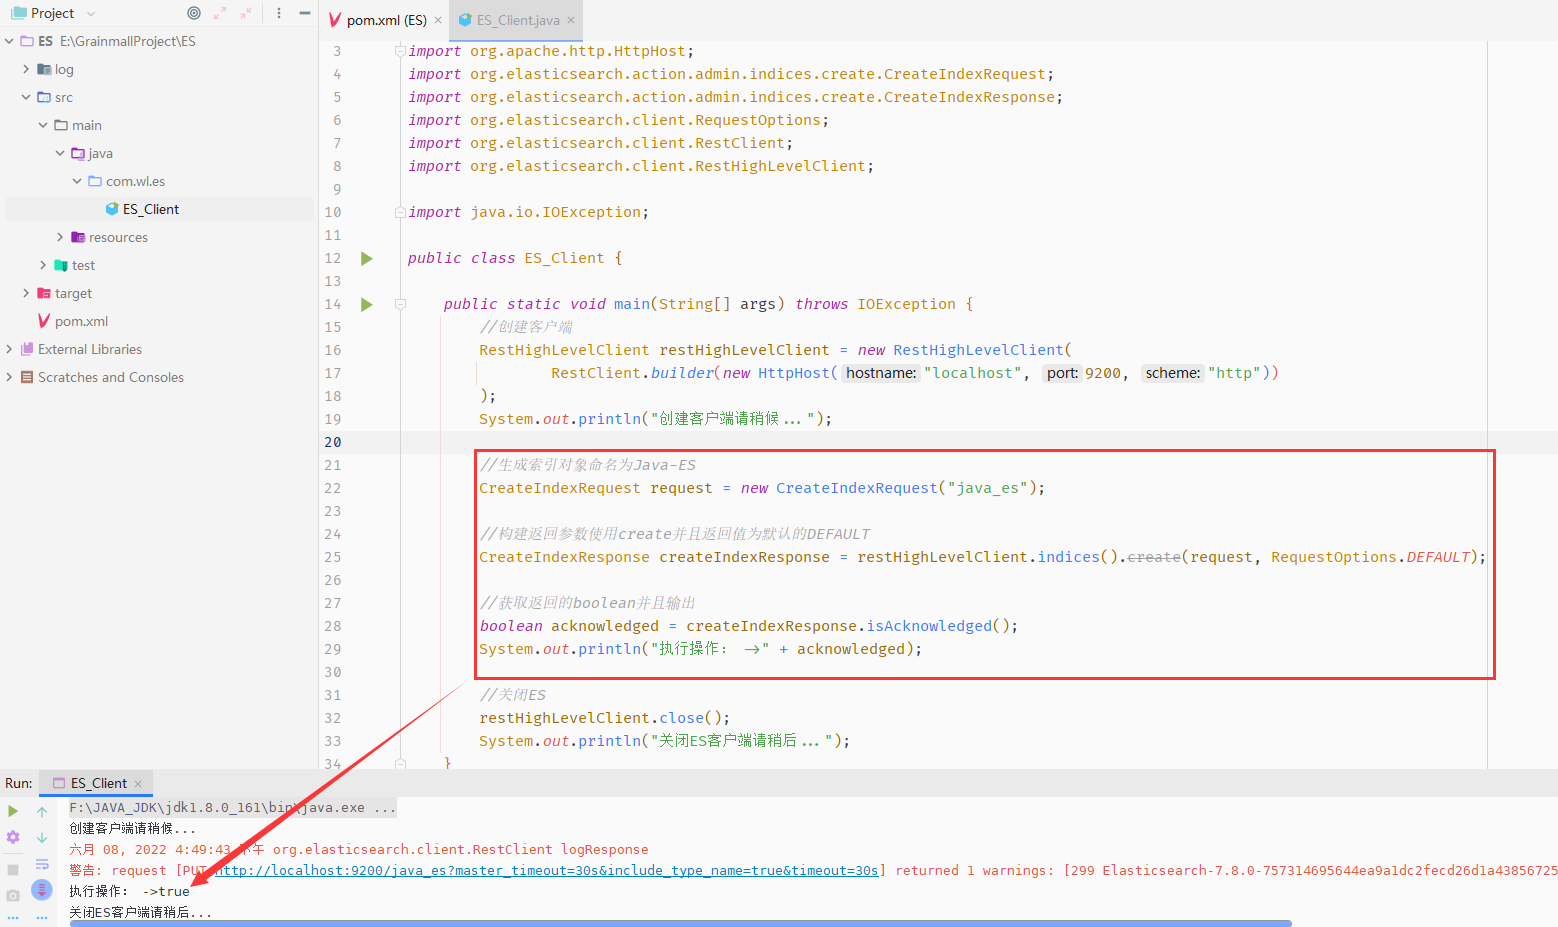 Project
pom.xml (ES)
ES_Client.java
ES E:\GrainmallProject\ES
log
src
main
java
com.wl.es
ES_Client
resources
test
target
pom.xml
External Libraries
Scratches and Consoles
3 import org.apache.http.HttpHost;
4 import org.elasticsearch.action.admin.indices.create.CreateIndexRequest;
5 import org.elasticsearch.action.admin.indices.create.CreateIndexResponse;
6 import org.elasticsearch.client.RequestOptions;
7 import org.elasticsearch.client.RestClient;
8 import org.elasticsearch.client.RestHighLevelClient;
9
10 import java.io.IOException;
11
12 public class ES_Client {
13
14 public static void main(String[] args) throws IOException {
15 //创建客户端
16 RestHighLevelClient restHighLevelClient = new RestHighLevelClient(
17 RestClient.builder(new HttpHost( hostname: "localhost", port: 9200, scheme: "http"))
18 );
19 System.out.println("创建客户端请稍候...");
20
21 //生成索引对象命名为Java-ES
22 CreateIndexRequest request = new CreateIndexRequest("java_es");
23
24 //构建返回参数使用create并且返回值为默认的DEFAULT
25 CreateIndexResponse createIndexResponse = restHighLevelClient.indices().create(request, RequestOptions.DEFAULT);
26
27 //获取返回的boolean并且输出
28 boolean acknowledged = createIndexResponse.isAcknowledged();
29 System.out.println("执行操作: ->" + acknowledged);
30
31 //关闭ES
32 restHighLevelClient.close();
33 System.out.println("关闭ES客户端请稍后...");
34 }
Run: ES_Client
F:\JAVA_JDK\jdk1.8.0_161\bin\java.exe ...
创建客户端请稍候...
六月 08, 2022 4:49:43 下午 org.elasticsearch.client.RestClient logResponse
警告: request [PUT http://localhost:9200/java_es?master_timeout=30s&include_type_name=true&timeout=30s] returned 1 warnings: [299 Elasticsearch-7.8.0-757314695644ea9a1dc2fecd26d1a43856725
执行操作: ->true
关闭ES客户端请稍后...